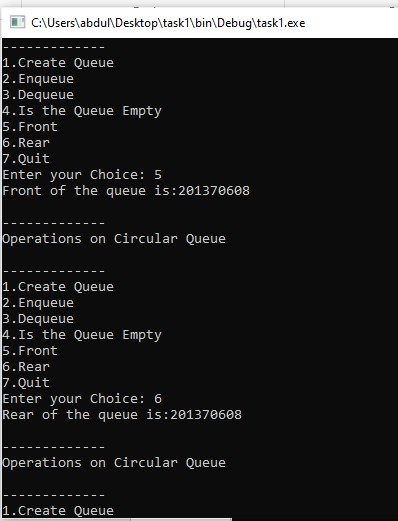 C:\Users\abdul\Desktop\task1\bin\Debug\task1.exe
-------------
1.Create Queue
2.Enqueue
3.Dequeue
4.Is the Queue Empty
5.Front
6.Rear
7.Quit
Enter your Choice: 5
Front of the queue is:201370608
-------------
Operations on Circular Queue
-------------
1.Create Queue
2.Enqueue
3.Dequeue
4.Is the Queue Empty
5.Front
6.Rear
7.Quit
Enter your Choice: 6
Rear of the queue is:201370608
-------------
Operations on Circular Queue
-------------
1.Create Queue